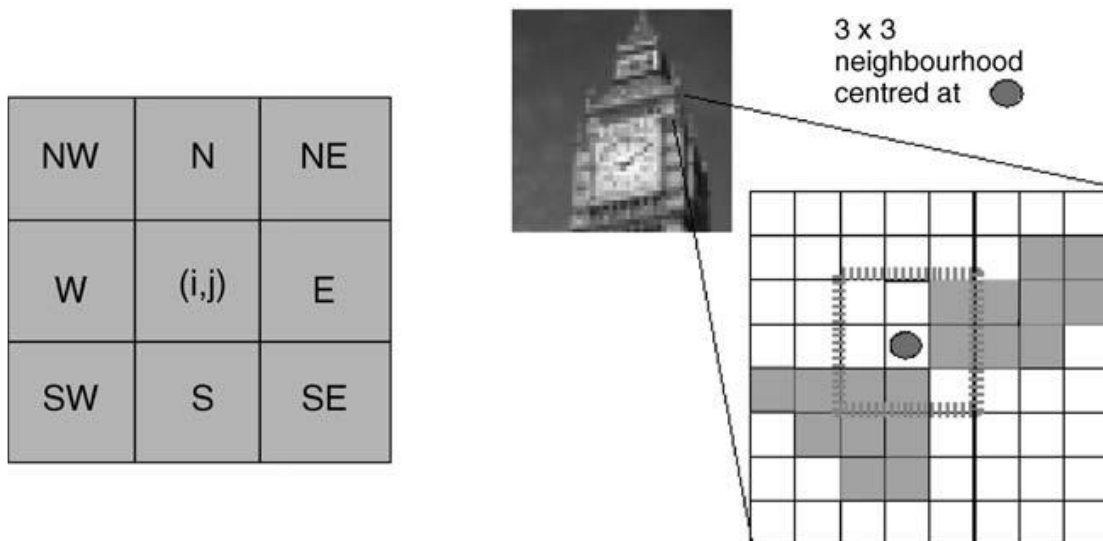 NW N NE
W (i,j) E
SW S SE
3 x 3
neighbourhood
centred at